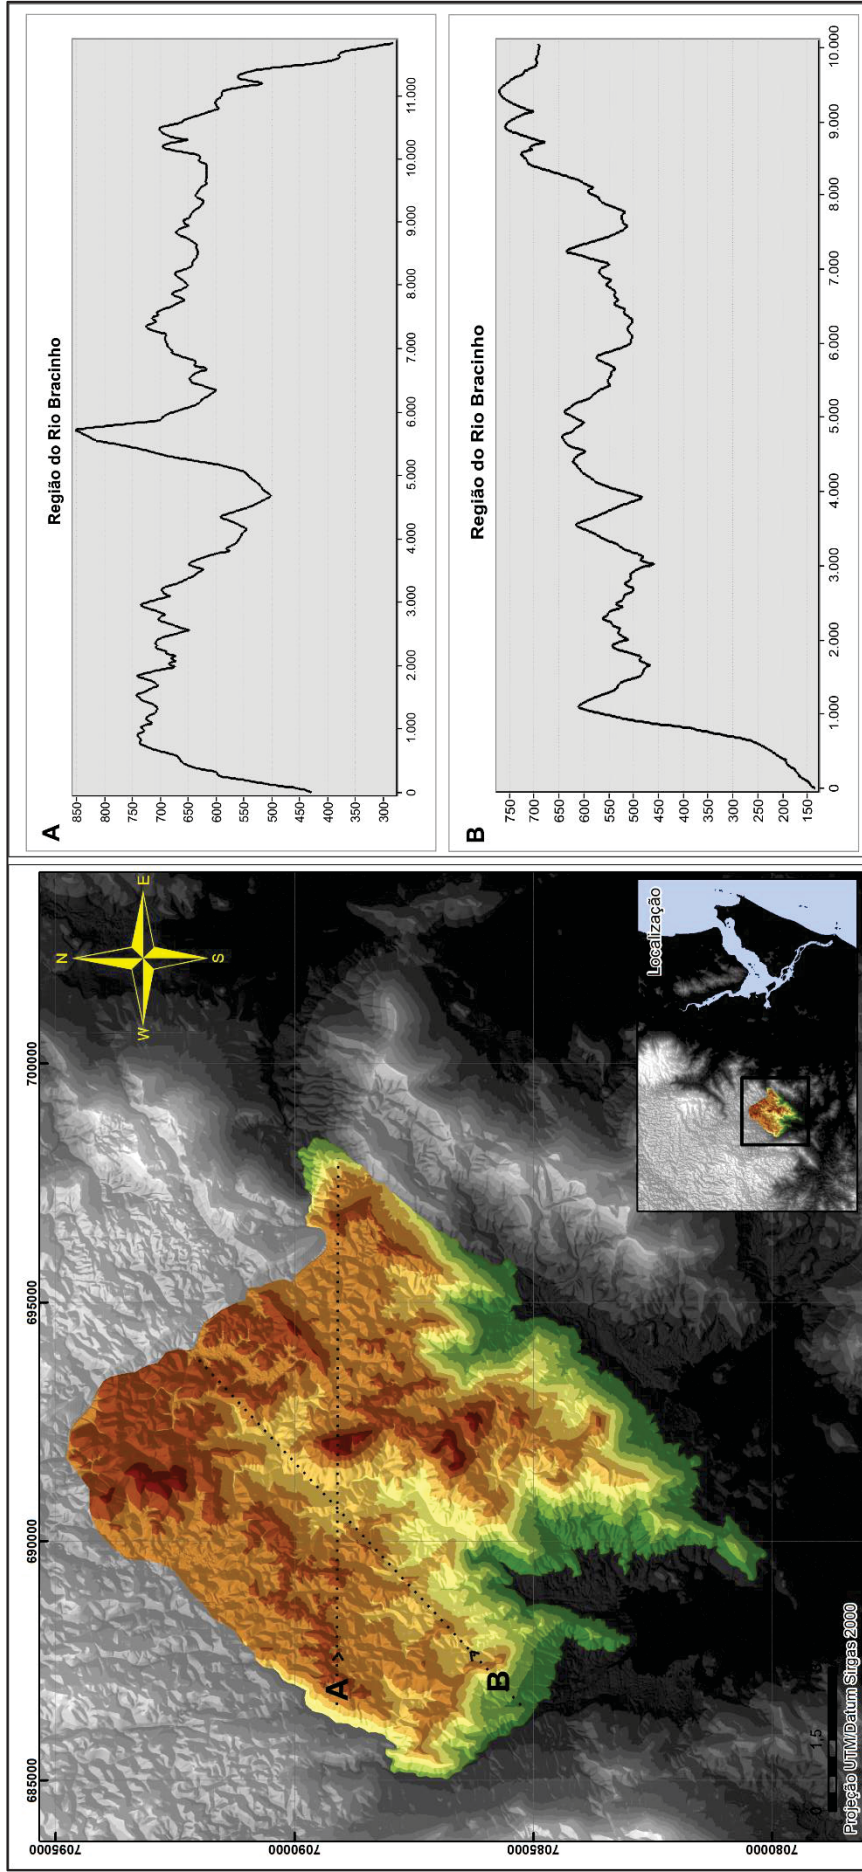 685000 690000 695000 700000
7095000
7090000
7085000
7080000
N
W E
S
A
B
Localização
0 1,5
Projeção UTM/Datum Sirgas 2000
A
Região do Rio Bracinho
850
800
750
700
650
600
550
500
450
400
350
300
0 1.000 2.000 3.000 4.000 5.000 6.000 7.000 8.000 9.000 10.000 11.000
B
Região do Rio Bracinho
750
700
650
600
550
500
450
400
350
300
250
200
150
0 1.000 2.000 3.000 4.000 5.000 6.000 7.000 8.000 9.000 10.000